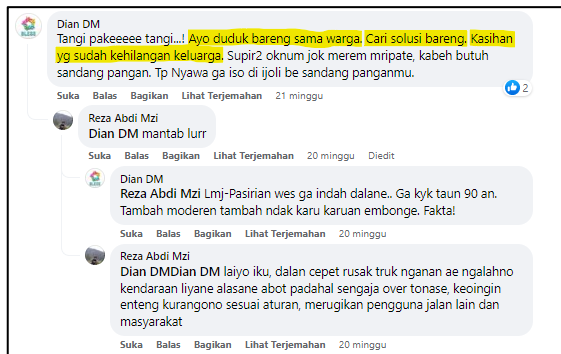 Dian DM
Tangi pakeeeee tangi...! Ayo duduk bareng sama warga. Cari solusi bareng. Kasihan
yg sudah kehilangan keluarga. Supir2 oknum jok merem mripate, kabeh butuh
sandang pangan. Tp Nyawa ga iso di ijoli be sandang panganmu.
2
Suka Balas Bagikan Lihat Terjemahan 21 minggu
Reza Abdi Mzi
Dian DM mantab lurr
Suka Balas Bagikan Lihat Terjemahan 20 minggu Diedit
Dian DM
Reza Abdi Mzi Lmj-Pasirian wes ga indah dalane.. Ga kyk taun 90 an.
Tambah moderen tambah ndak karu karuan embonge. Fakta!
Suka Balas Bagikan Lihat Terjemahan 20 minggu
Reza Abdi Mzi
Dian DMDian DM laiyo iku, dalan cepet rusak truk nganan ae ngalahno
kendaraan liyane alasane abot padahal sengaja over tonase, keoingin
enteng kurangono sesuai aturan, merugikan pengguna jalan lain dan
masyarakat
Suka Balas Bagikan Lihat Terjemahan 20 minggu